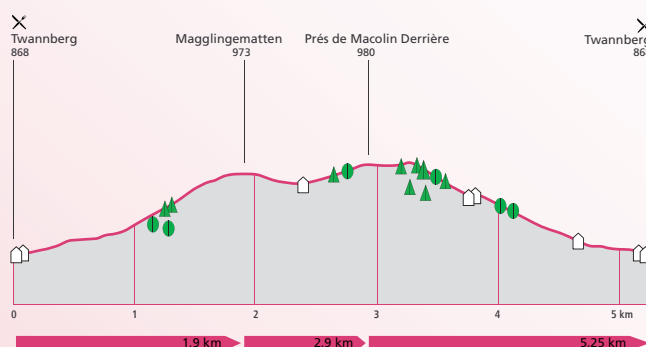 Twannberg
868
Magglingematten
973
Prés de Macolin Derrière
980
Twannberg
86
0
1
2
3
4
5 km
1.9 km
2.9 km
5.25 km